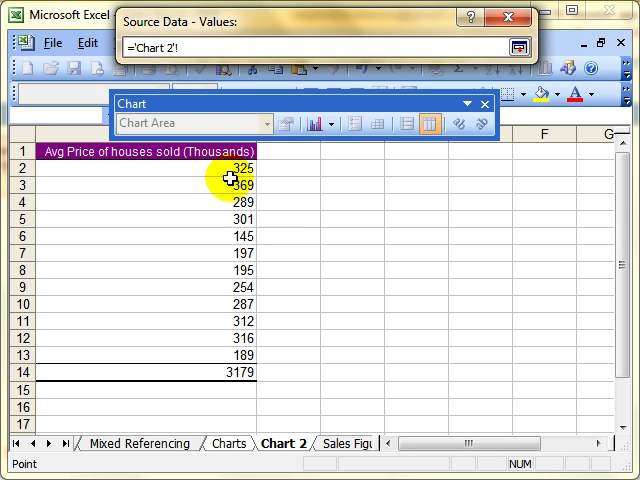 Microsoft Excel
Source Data - Values:
='Chart 2'!
File Edit
Chart
Chart Area
F G
1 Avg Price of houses sold (Thousands)
2 325
3 369
4 289
5 301
6 145
7 197
8 195
9 254
10 287
11 312
12 316
13 189
14 3179
15
16
17
Mixed Referencing Charts Chart 2 Sales Figu
Point NUM